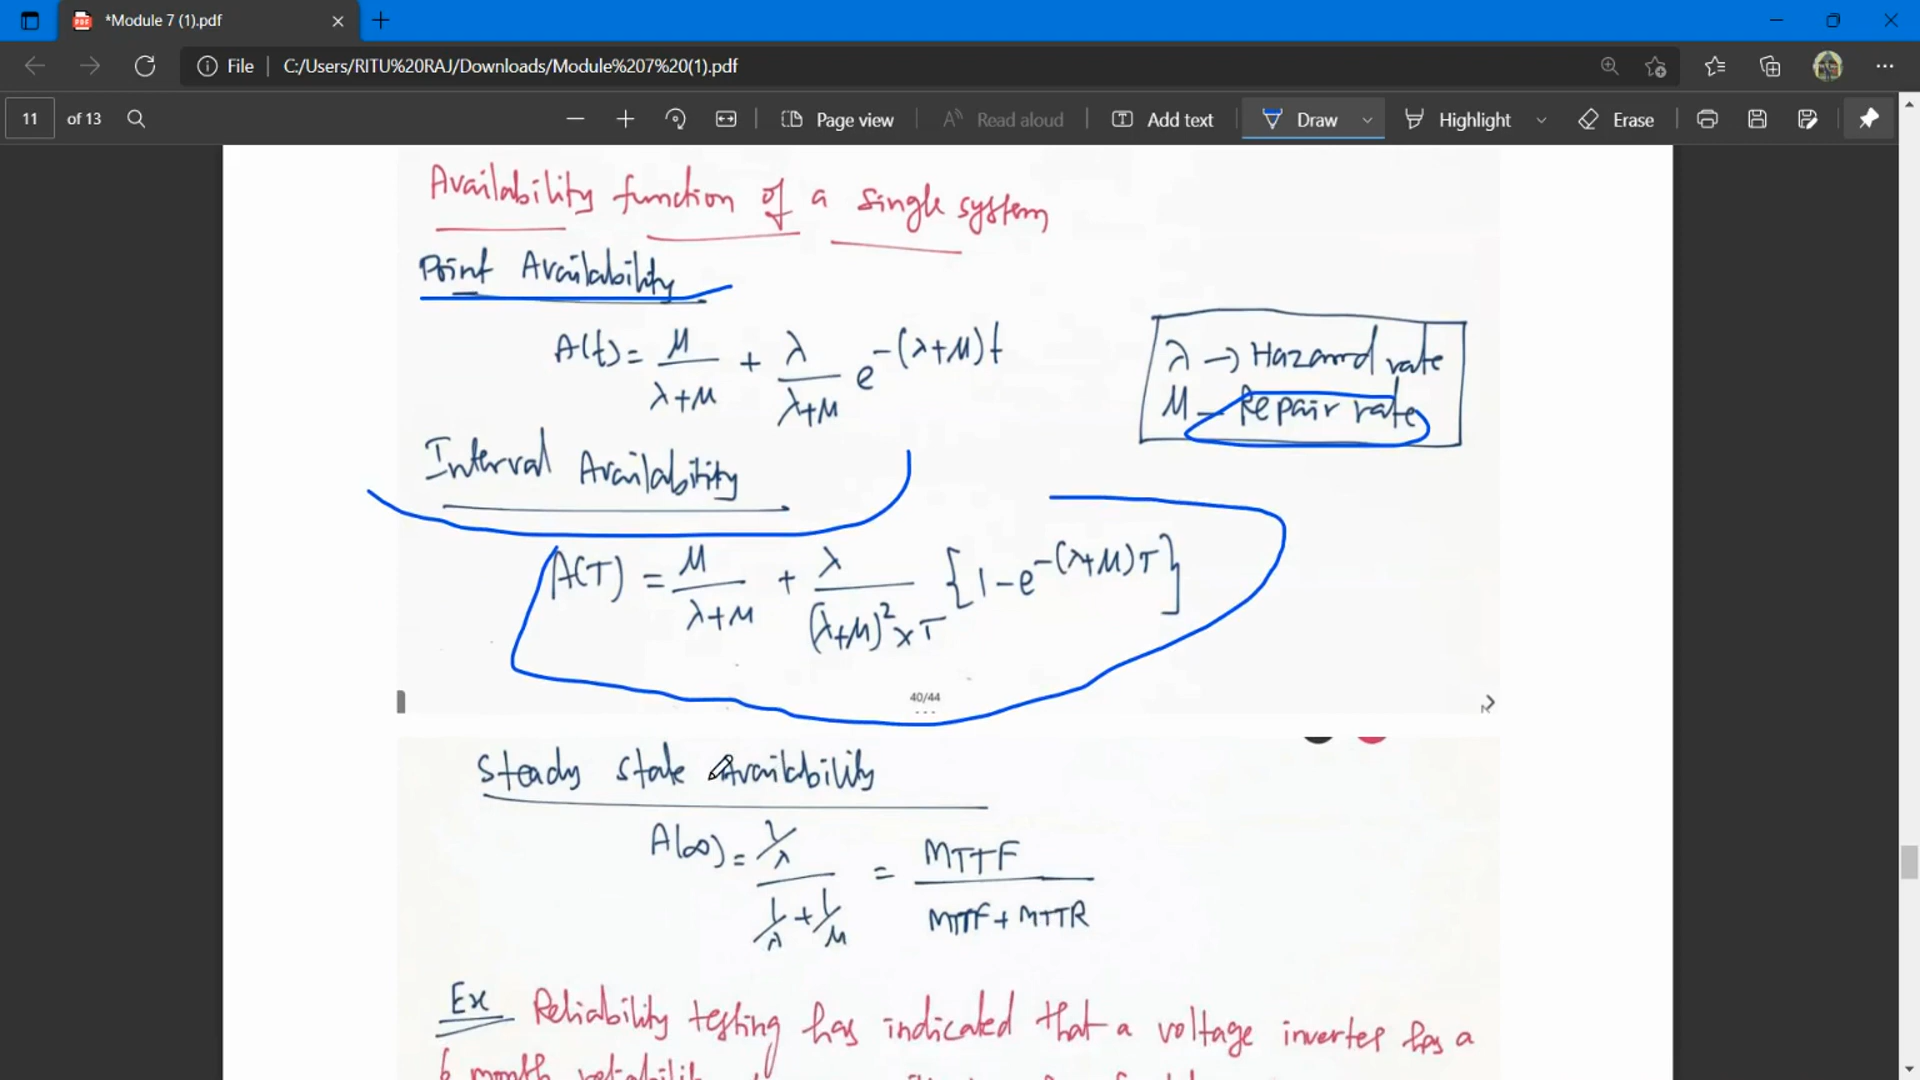 *Module 7 (1).pdf
File
C:/Users/RITU%20RAJ/Downloads/Module%207%20(1).pdf
11 of 13
Page view
Read aloud
Add text
Draw
Highlight
Erase
Availability function of a single system
Point Availability
A(t) = μ/(λ+μ) + λ/(λ+μ) e^-(λ+μ)t
λ → Hazard rate
μ – Repair rate
Interval Availability
A(T) = μ/(λ+μ) + λ/((λ+μ)² × T) {1-e^-(λ+μ)T}
40/44
Steady state Availability
A(∞) = (1/λ)/(1/λ + 1/μ) = MTTF/(MTTF + MTTR)
Ex Reliability testing has indicated that a voltage inverter has a
6 month reliability